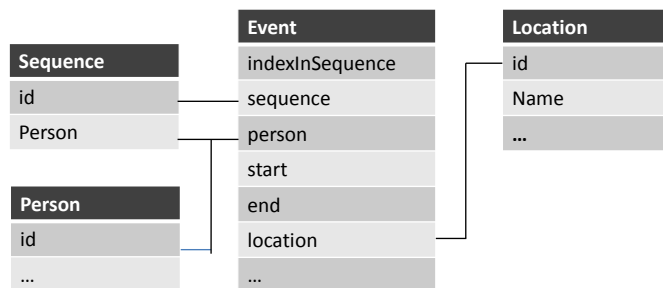 Sequence
id
Person
Person
id
...
Event
indexInSequence
sequence
person
start
end
location
...
Location
id
Name
...